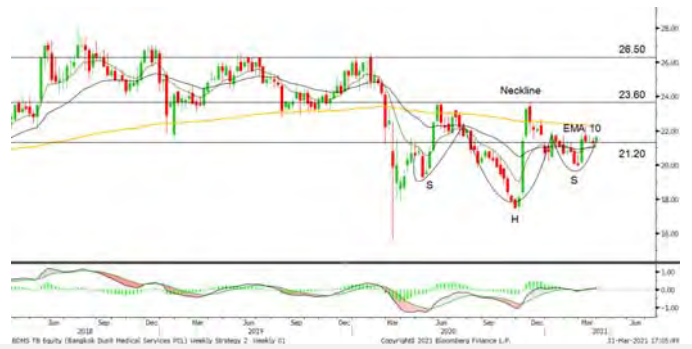 28.00
26.50
26.00
Neckline
23.60
24.00
EMA 10
22.00
21.20
20.00
S
S
18.00
H
16.00
1.00
0.00
-1.00
Jun Sep Dec Mar Jun Sep Dec Mar Jun Sep Dec Mar Jun
2018 2019 2020 2021
BDMS TB Equity (Bangkok Dusit Medical Services PCL) Weekly Strategy 2 Weekly 01 Copyright© 2021 Bloomberg Finance L.P. 31-Mar-2021 17:05:09